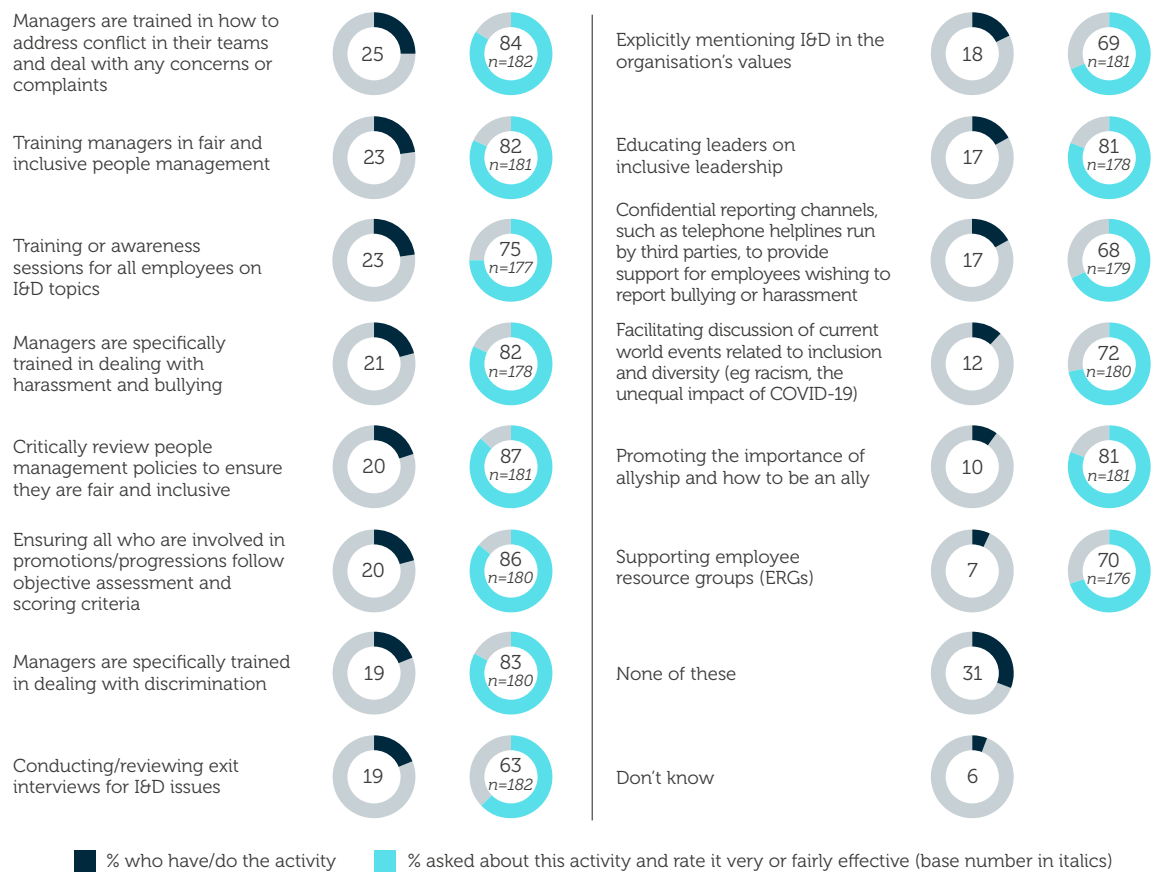 Managers are trained in how to
address conflict in their teams
and deal with any concerns or
complaints
25
84
n=182
Training managers in fair and
inclusive people management
23
82
n=181
Training or awareness
sessions for all employees on
I&D topics
23
75
n=177
Managers are specifically
trained in dealing with
harassment and bullying
21
82
n=178
Critically review people
management policies to ensure
they are fair and inclusive
20
87
n=181
Ensuring all who are involved in
promotions/progressions follow
objective assessment and
scoring criteria
20
86
n=180
Managers are specifically trained
in dealing with discrimination
19
83
n=180
Conducting/reviewing exit
interviews for I&D issues
19
63
n=182
Explicitly mentioning I&D in the
organisation's values
18
69
n=181
Educating leaders on
inclusive leadership
17
81
n=178
Confidential reporting channels,
such as telephone helplines run
by third parties, to provide
support for employees wishing to
report bullying or harassment
17
68
n=179
Facilitating discussion of current
world events related to inclusion
and diversity (eg racism, the
unequal impact of COVID-19)
12
72
n=180
Promoting the importance of
allyship and how to be an ally
10
81
n=181
Supporting employee
resource groups (ERGs)
7
70
n=176
None of these
31
Don't know
6
% who have/do the activity
% asked about this activity and rate it very or fairly effective (base number in italics)